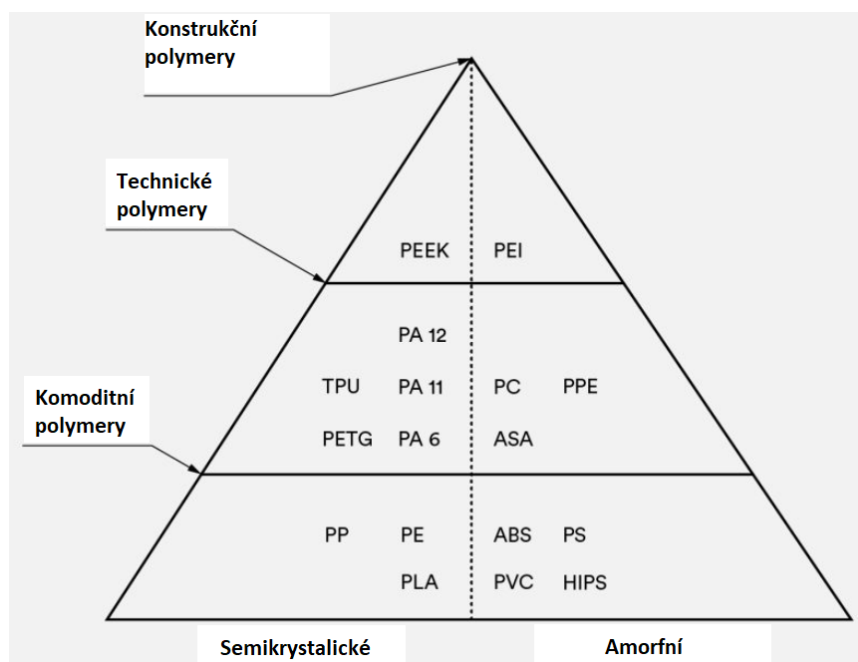 Konstrukční
polymery
Technické
polymery
PEEK PEI
PA 12
Komoditní
polymery
TPU PA 11 PC PPE
PETG PA 6 ASA
PP PE ABS PS
PLA PVC HIPS
Semikrystalické Amorfní